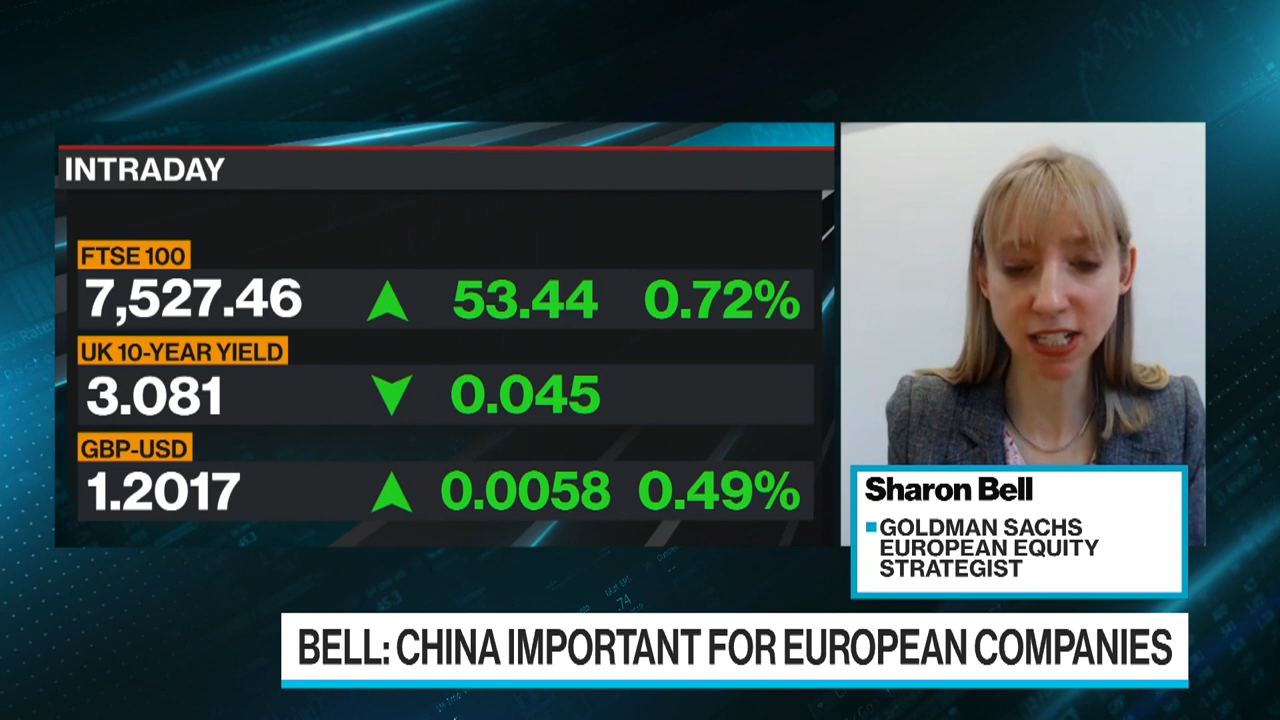 INTRADAY
FTSE 100
7,527.46 ▲ 53.44 0.72%
UK 10-YEAR YIELD
3.081 ▼ 0.045
GBP-USD
1.2017 ▲ 0.0058 0.49%
Sharon Bell
GOLDMAN SACHS
EUROPEAN EQUITY
STRATEGIST
BELL: CHINA IMPORTANT FOR EUROPEAN COMPANIES